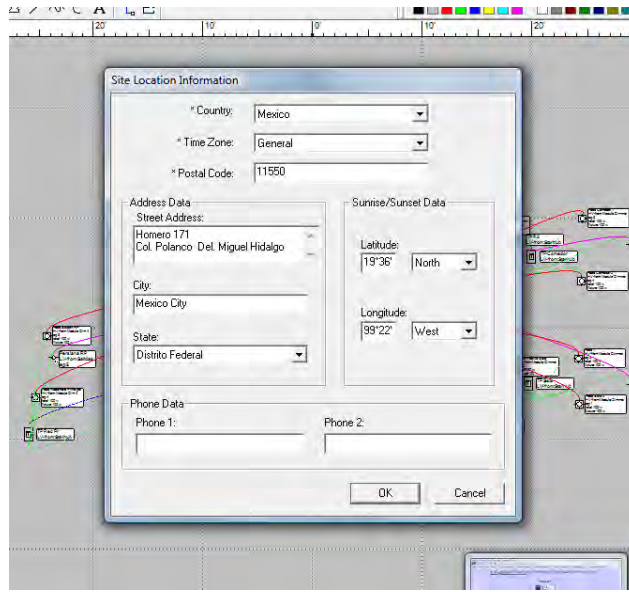 A
20'
10'
0'
10'
20'
Site Location Information
* Country:
Mexico
* Time Zone:
General
* Postal Code:
11550
Address Data
Street Address:
Homero 171
Col. Polanco Del. Miguel Hidalgo
City:
Mexico City
State:
Distrito Federal
Sunrise/Sunset Data
Latitude:
19°36'
North
Longitude:
99°22'
West
Phone Data
Phone 1:
Phone 2:
OK
Cancel